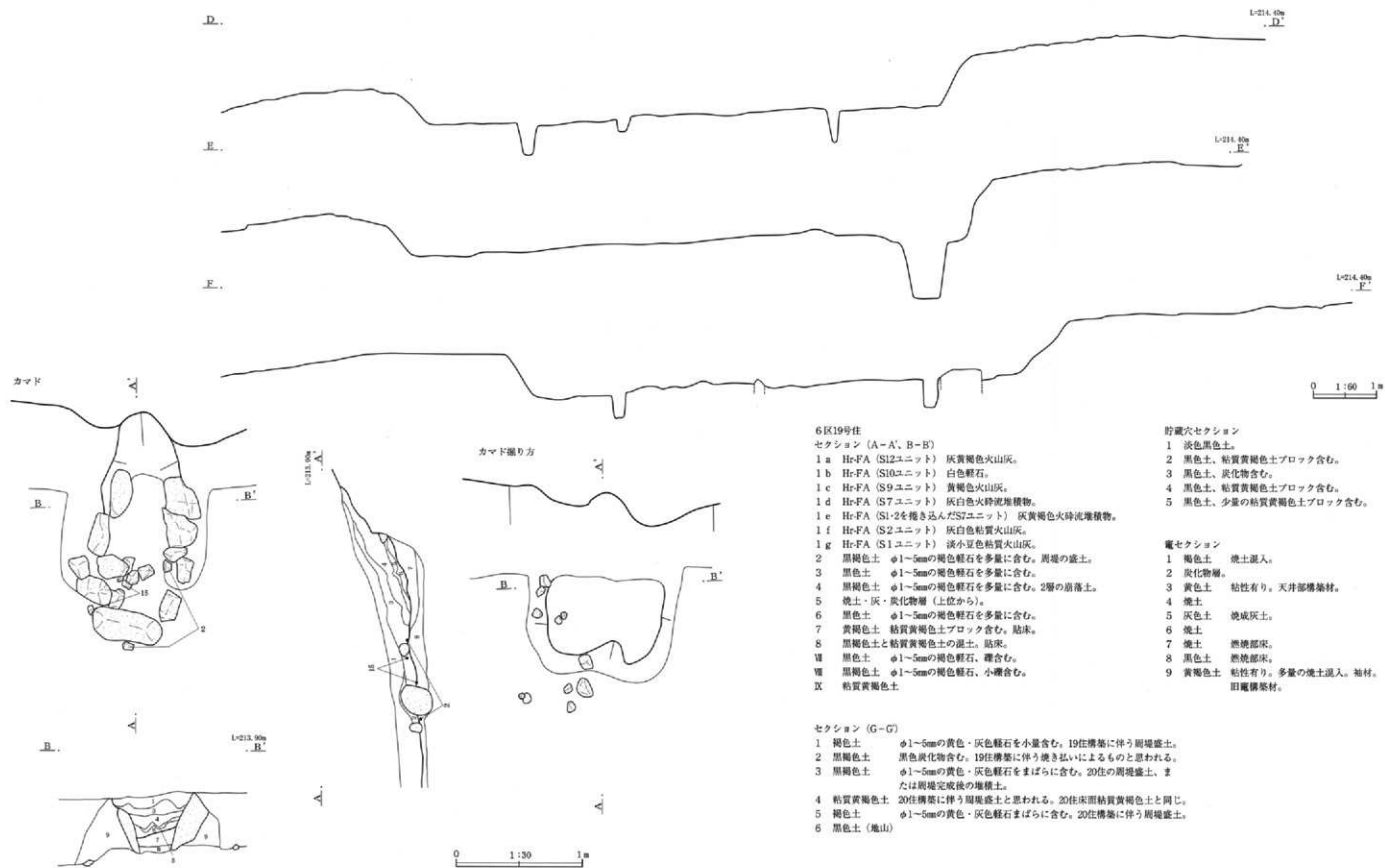 L=214.40m
D
D'
L=214.40m
E
E'
L=214.40m
F
F'
0 1:60 1m
カマド
A'
B
B'
15
2
A
L=213.90m
B
B'
9
1
3
4
7
8
9
5
L=213.90m
A'
15
2
A
カマド掘り方
A'
B
B'
A
0 1:30 1m
6区19号住
セクション (A-A'、B-B')
1a Hr-FA (S12ユニット) 灰黄褐色火山灰。
1b Hr-FA (S10ユニット) 白色軽石。
1c Hr-FA (S9ユニット) 黄褐色火山灰。
1d Hr-FA (S7ユニット) 灰白色火砕流堆積物。
1e Hr-FA (S1・2を捲き込んだS7ユニット) 灰黄褐色火砕流堆積物。
1f Hr-FA (S2ユニット) 灰白色粘質火山灰。
1g Hr-FA (S1ユニット) 淡小豆色粘質火山灰。
2 黒褐色土 φ1~5mmの褐色軽石を多量に含む。周堤の盛土。
3 黒色土 φ1~5mmの褐色軽石を多量に含む。
4 黒褐色土 φ1~5mmの褐色軽石を多量に含む。2層の崩落土。
5 焼土・灰・炭化物層 (上位から)。
6 黒色土 φ1~5mmの褐色軽石を多量に含む。
7 黄褐色土 粘質黄褐色土ブロック含む。貼床。
8 黒褐色土と粘質黄褐色土の混土。貼床。
Ⅶ 黒色土 φ1~5mmの褐色軽石、礫含む。
Ⅷ 黒褐色土 φ1~5mmの褐色軽石、小礫含む。
Ⅸ 粘質黄褐色土
セクション (G-G')
1 褐色土 φ1~5mmの黄色・灰色軽石を小量含む。19住構築に伴う周堤盛土。
2 黒褐色土 黒色炭化物含む。19住構築に伴う焼き払いによるものと思われる。
3 黒褐色土 φ1~5mmの黄色・灰色軽石をまばらに含む。20住の周堤盛土、ま
たは周堤完成後の堆積土。
4 粘質黄褐色土 20住構築に伴う周堤盛土と思われる。20住床面粘質黄褐色土と同じ。
5 褐色土 φ1~5mmの黄色・灰色軽石まばらに含む。20住構築に伴う周堤盛土。
6 黒色土 (地山)
貯蔵穴セクション
1 淡色黒色土。
2 黒色土、粘質黄褐色土ブロック含む。
3 黒色土、炭化物含む。
4 黒色土、粘質黄褐色土ブロック含む。
5 黒色土、少量の粘質黄褐色土ブロック含む。
竈セクション
1 褐色土 焼土混入。
2 炭化物層。
3 黄色土 粘性有り。天井部構築材。
4 焼土
5 灰色土 焼成灰土。
6 焼土
7 焼土 燃焼部床。
8 黒色土 燃焼部床。
9 黄褐色土 粘性有り。多量の焼土混入。袖材。
旧竈構築材。